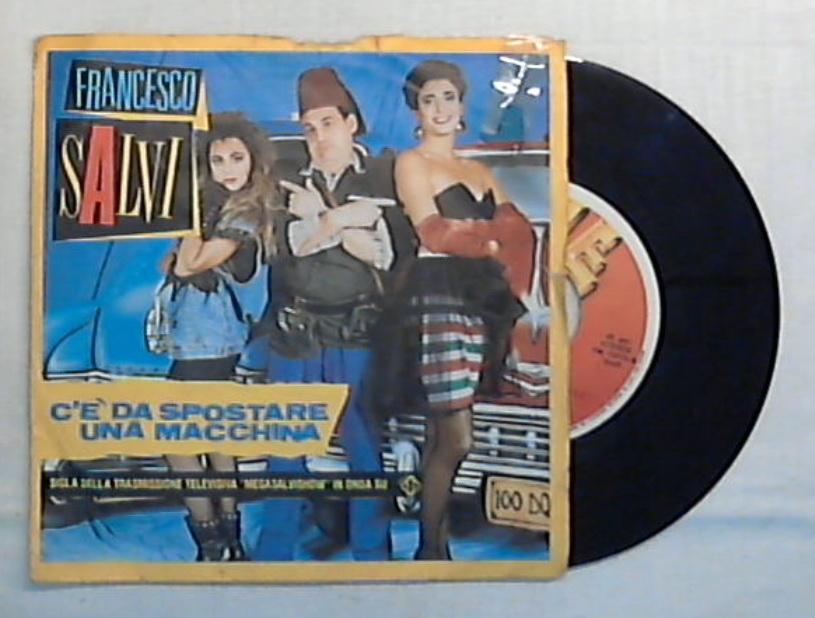 FRANCESCO
SALVI
C'È DA SPOSTARE
UNA MACCHINA
SIGLA DELLA TRASMISSIONE TELEVISIVA "MEGASALVISHOW" IN ONDA SU
100 DQ